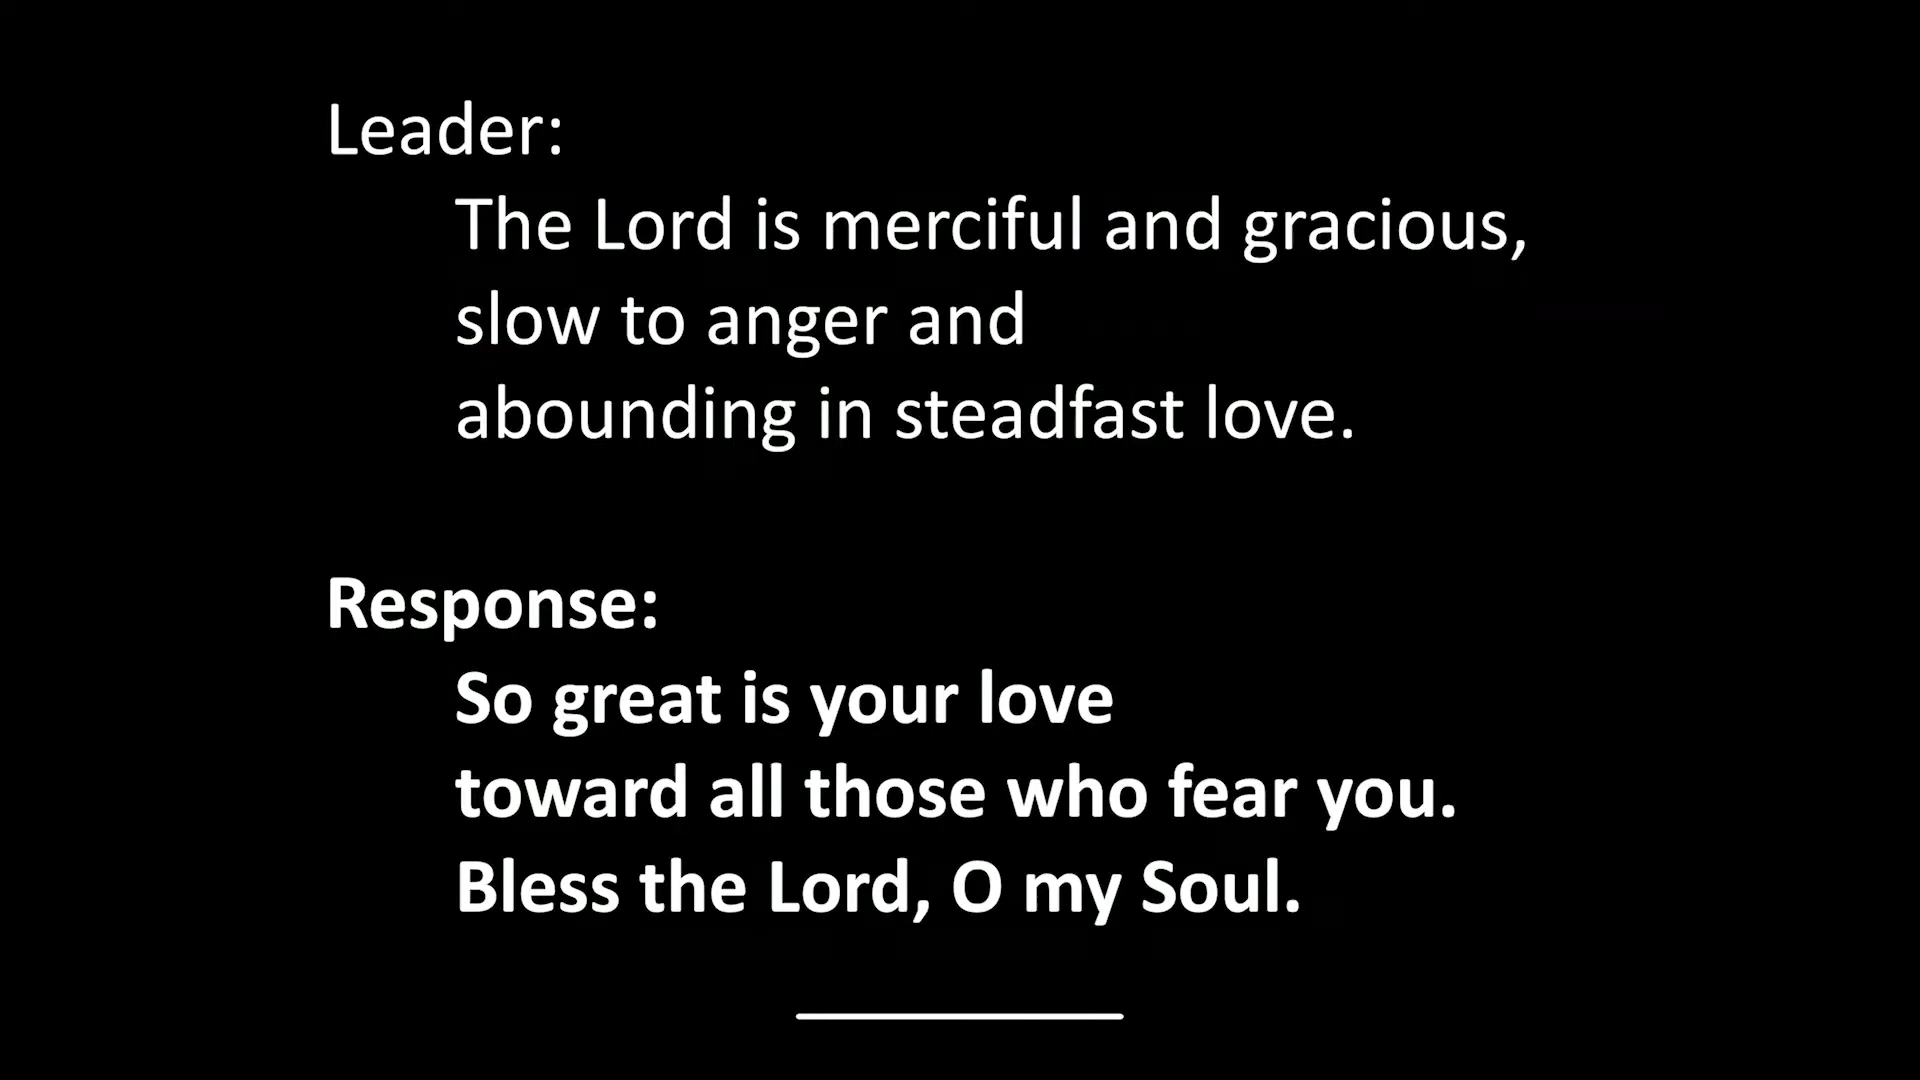 Leader:
The Lord is merciful and gracious,
slow to anger and
abounding in steadfast love.
Response:
So great is your love
toward all those who fear you.
Bless the Lord, O my Soul.